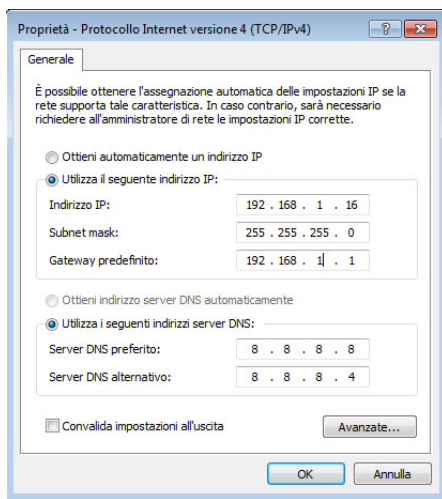 Proprietà - Protocollo Internet versione 4 (TCP/IPv4)
Generale
È possibile ottenere l'assegnazione automatica delle impostazioni IP se la
rete supporta tale caratteristica. In caso contrario, sarà necessario
richiedere all'amministratore di rete le impostazioni IP corrette.
Ottieni automaticamente un indirizzo IP
Utilizza il seguente indirizzo IP:
Indirizzo IP: 192 . 168 . 1 . 16
Subnet mask: 255 . 255 . 255 . 0
Gateway predefinito: 192 . 168 . 1 . 1
Ottieni indirizzo server DNS automaticamente
Utilizza i seguenti indirizzi server DNS:
Server DNS preferito: 8 . 8 . 8 . 8
Server DNS alternativo: 8 . 8 . 8 . 4
Convalida impostazioni all'uscita
Avanzate...
OK Annulla